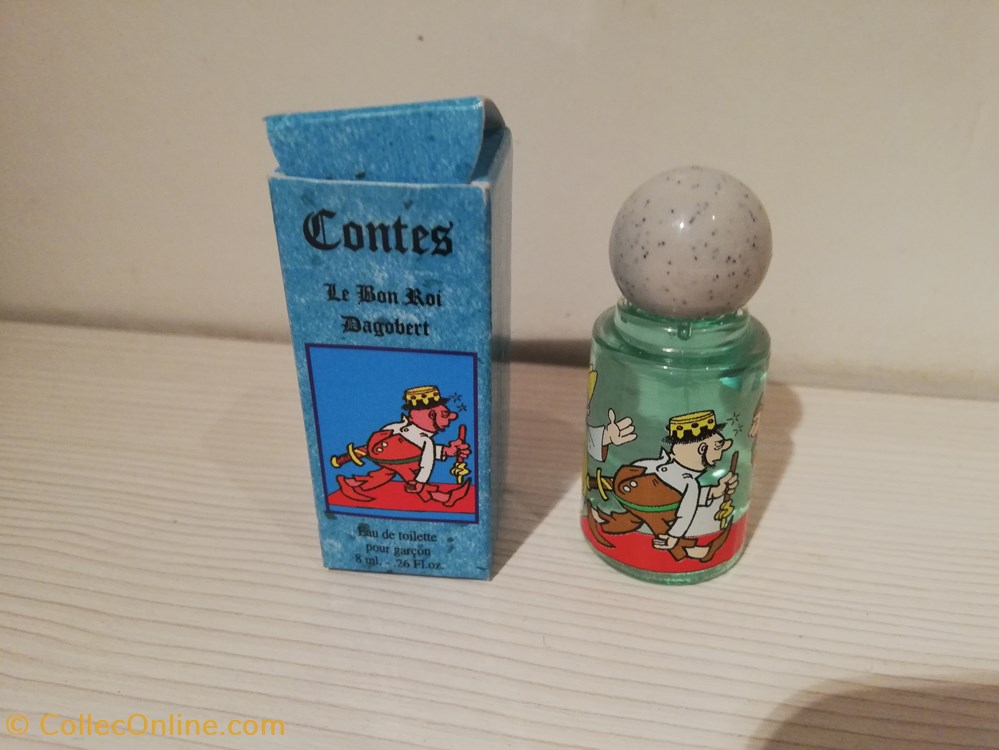 Contes
Le Bon Roi
Dagobert
Eau de toilette
pour garçon
8 ml. - .26 Fl.oz.
© CollecOnline.com